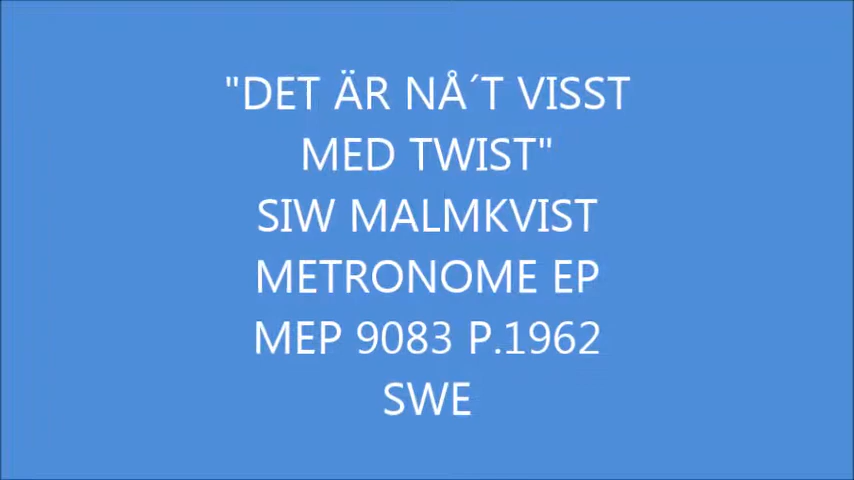 "DET ÄR NÅ´T VISST
MED TWIST"
SIW MALMKVIST
METRONOME EP
MEP 9083 P.1962
SWE